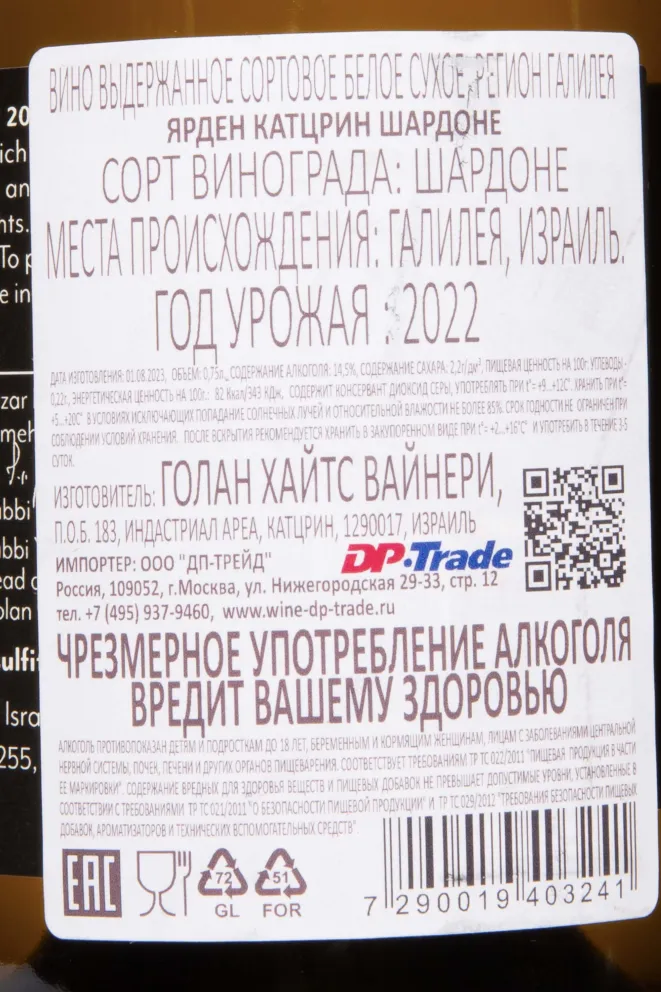 ВИНО ВЫДЕРЖАННОЕ СОРТОВОЕ БЕЛОЕ СУХОЕ РЕГИОН ГАЛИЛЕЯ
ЯРДЕН КАТЦРИН ШАРДОНЕ
СОРТ ВИНОГРАДА: ШАРДОНЕ
МЕСТА ПРОИСХОЖДЕНИЯ: ГАЛИЛЕЯ, ИЗРАИЛЬ.
ГОД УРОЖАЯ : 2022
ДАТА ИЗГОТОВЛЕНИЯ: 01.08.2023, ОБЪЕМ: 0,75л., СОДЕРЖАНИЕ АЛКОГОЛЯ: 14,5%, СОДЕРЖАНИЕ САХАРА: 2,2г/дм³, ПИЩЕВАЯ ЦЕННОСТЬ НА 100г: УГЛЕВОДЫ -
0,22г, ЭНЕРГЕТИЧЕСКАЯ ЦЕННОСТЬ НА 100г.: 82 Ккал/343 КДж, СОДЕРЖИТ КОНСЕРВАНТ ДИОКСИД СЕРЫ, УПОТРЕБЛЯТЬ ПРИ t°= +9...+12С° ХРАНИТЬ ПРИ t°=
+5...+20С° В УСЛОВИЯХ ИСКЛЮЧАЮЩИХ ПОПАДАНИЕ СОЛНЕЧНЫХ ЛУЧЕЙ И ОТНОСИТЕЛЬНОЙ ВЛАЖНОСТИ НЕ БОЛЕЕ 85%. СРОК ГОДНОСТИ НЕ ОГРАНИЧЕН ПРИ
СОБЛЮДЕНИИ УСЛОВИЙ ХРАНЕНИЯ. ПОСЛЕ ВСКРЫТИЯ РЕКОМЕНДУЕТСЯ ХРАНИТЬ В ЗАКУПОРЕННОМ ВИДЕ ПРИ t°= +2...+16С° И УПОТРЕБИТЬ В ТЕЧЕНИЕ 3-5
СУТОК.
ИЗГОТОВИТЕЛЬ: ГОЛАН ХАЙТС ВАЙНЕРИ,
П.О.Б. 183, ИНДАСТРИАЛ АРЕА, КАТЦРИН, 1290017, ИЗРАИЛЬ
ИМПОРТЕР: ООО "ДП-ТРЕЙД" DP-Trade
Россия, 109052, г.Москва, ул. Нижегородская 29-33, стр. 12
тел. +7 (495) 937-9460, www.wine-dp-trade.ru
ЧРЕЗМЕРНОЕ УПОТРЕБЛЕНИЕ АЛКОГОЛЯ
ВРЕДИТ ВАШЕМУ ЗДОРОВЬЮ
АЛКОГОЛЬ ПРОТИВОПОКАЗАН ДЕТЯМ И ПОДРОСТКАМ ДО 18 ЛЕТ, БЕРЕМЕННЫМ И КОРМЯЩИМ ЖЕНЩИНАМ, ЛИЦАМ С ЗАБОЛЕВАНИЯМИ ЦЕНТРАЛЬНОЙ
НЕРВНОЙ СИСТЕМЫ, ПОЧЕК, ПЕЧЕНИ И ДРУГИХ ОРГАНОВ ПИЩЕВАРЕНИЯ. СООТВЕТСТВУЕТ ТРЕБОВАНИЯМ ТР ТС 022/2011 "ПИЩЕВАЯ ПРОДУКЦИЯ В ЧАСТИ
ЕЕ МАРКИРОВКИ". СОДЕРЖАНИЕ ВРЕДНЫХ ДЛЯ ЗДОРОВЬЯ ВЕЩЕСТВ И ПИЩЕВЫХ ДОБАВОК НЕ ПРЕВЫШАЕТ ДОПУСТИМЫЕ УРОВНИ, УСТАНОВЛЕННЫЕ В
СООТВЕТСТВИИ С ТРЕБОВАНИЯМИ ТР ТС 021/2011 "О БЕЗОПАСНОСТИ ПИЩЕВОЙ ПРОДУКЦИИ" И ТР ТС 029/2012 "ТРЕБОВАНИЯ БЕЗОПАСНОСТИ ПИЩЕВЫХ
ДОБАВОК, АРОМАТИЗАТОРОВ И ТЕХНИЧЕСКИХ ВСПОМОГАТЕЛЬНЫХ СРЕДСТВ"
EAC 72 GL 51 FOR
7 290019 403241
20
an
To
in
255,